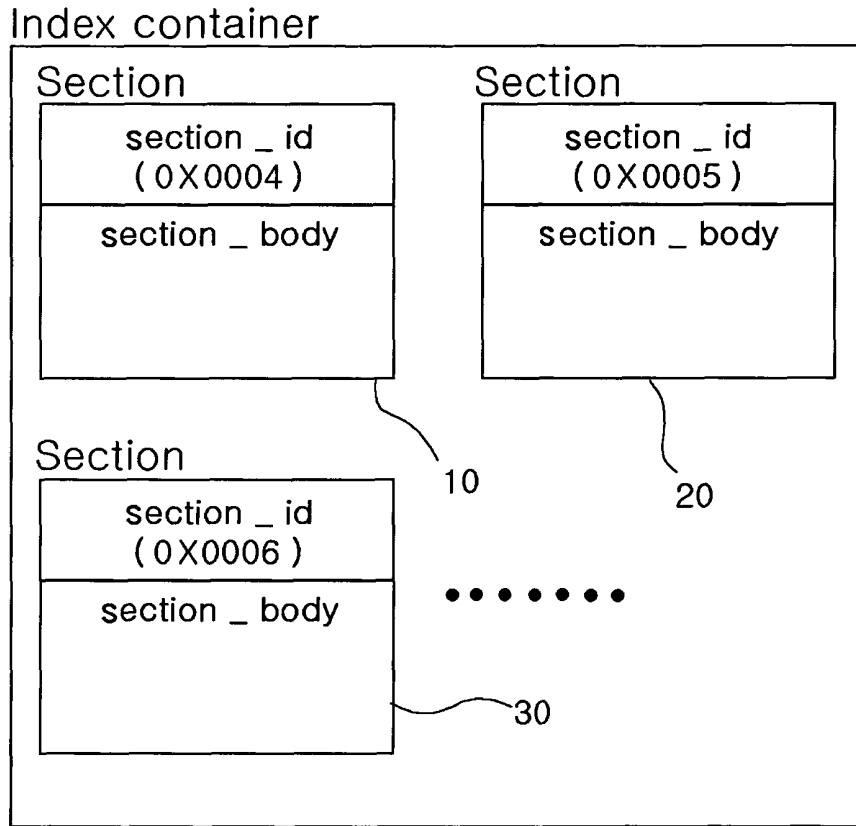 Index container
Section
section _ id
(0X0004)
section _ body
10
Section
section _ id
(0X0005)
section _ body
20
Section
section _ id
(0X0006)
section _ body
30